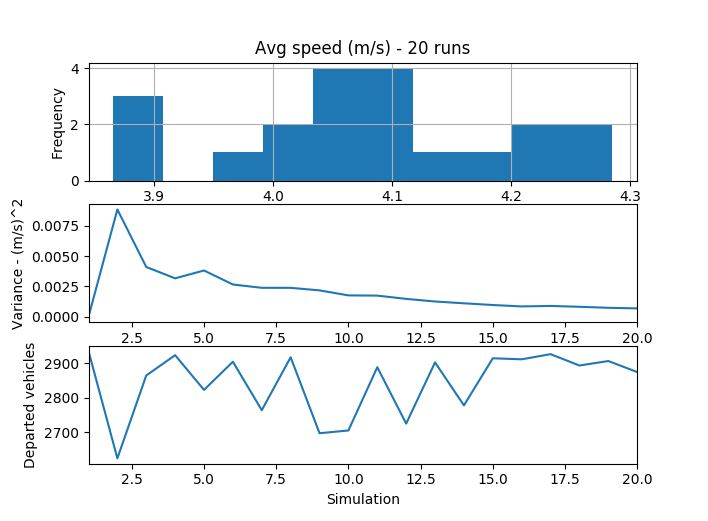 Avg speed (m/s) - 20 runs
Frequency
4
2
0
3.9 4.0 4.1 4.2 4.3
Variance - (m/s)^2
0.0075
0.0050
0.0025
0.0000
2.5 5.0 7.5 10.0 12.5 15.0 17.5 20.0
Departed vehicles
2900
2800
2700
2.5 5.0 7.5 10.0 12.5 15.0 17.5 20.0
Simulation